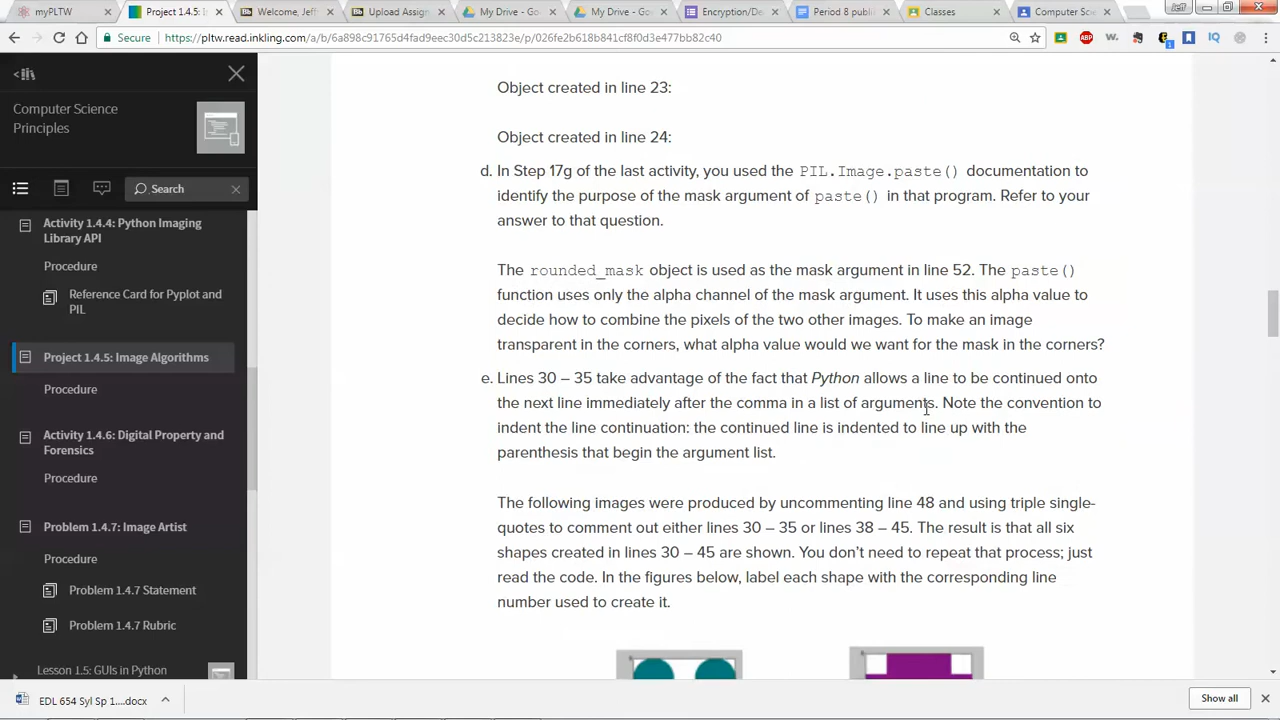 myPLTW
Project 1.4.5: I
Welcome, Jeff
Upload Assign
My Drive - Go
My Drive - Go
Encryption/De
Period 8 publi
Classes
Computer Sci
Secure
https://pltw.read.inkling.com/a/b/6a898c91765d4fad9eec30d5c213823e/p/026fe2b618b841cf8f0d3e477bb82c40
Computer Science
Principles
Search
Activity 1.4.4: Python Imaging
Library API
Procedure
Reference Card for Pyplot and
PIL
Project 1.4.5: Image Algorithms
Procedure
Activity 1.4.6: Digital Property and
Forensics
Procedure
Problem 1.4.7: Image Artist
Procedure
Problem 1.4.7 Statement
Problem 1.4.7 Rubric
Lesson 1.5: GUIs in Python
Object created in line 23:
Object created in line 24:
d. In Step 17g of the last activity, you used the PIL.Image.paste() documentation to
identify the purpose of the mask argument of paste() in that program. Refer to your
answer to that question.
The rounded_mask object is used as the mask argument in line 52. The paste()
function uses only the alpha channel of the mask argument. It uses this alpha value to
decide how to combine the pixels of the two other images. To make an image
transparent in the corners, what alpha value would we want for the mask in the corners?
e. Lines 30 – 35 take advantage of the fact that Python allows a line to be continued onto
the next line immediately after the comma in a list of arguments. Note the convention to
indent the line continuation: the continued line is indented to line up with the
parenthesis that begin the argument list.
The following images were produced by uncommenting line 48 and using triple single-
quotes to comment out either lines 30 – 35 or lines 38 – 45. The result is that all six
shapes created in lines 30 – 45 are shown. You don't need to repeat that process; just
read the code. In the figures below, label each shape with the corresponding line
number used to create it.
EDL 654 Syl Sp 1....docx
Show all